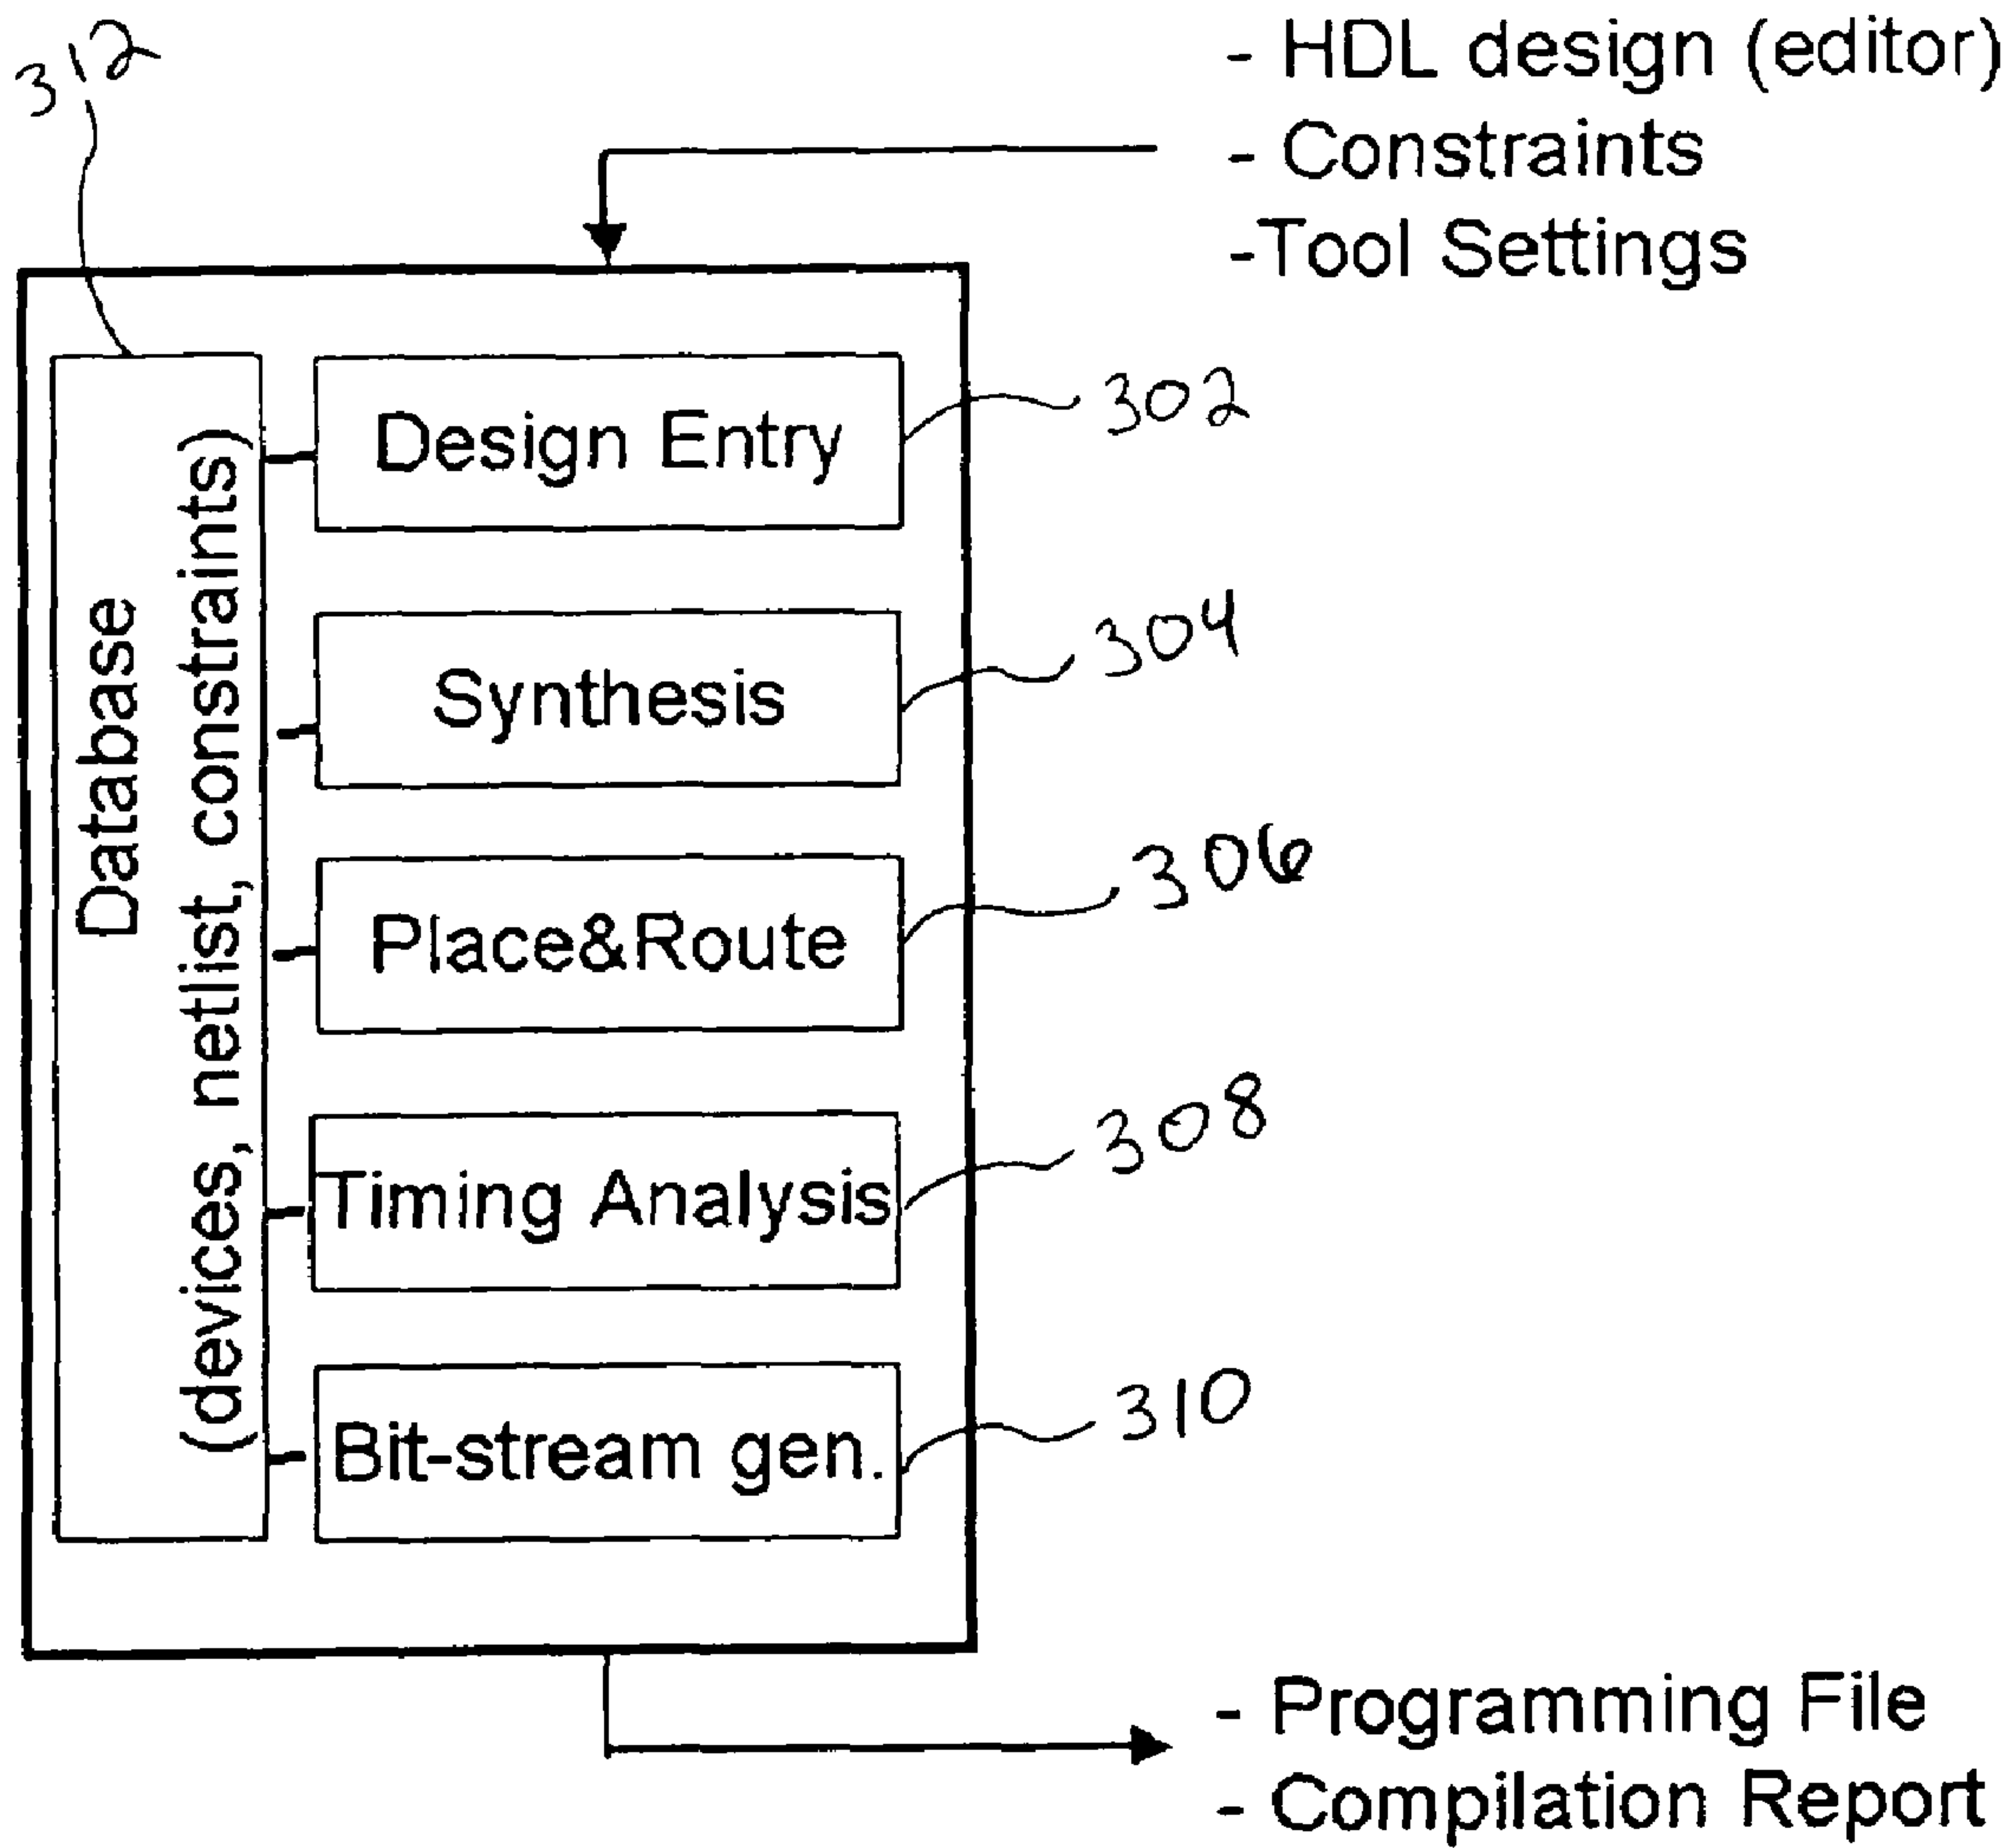 312
- HDL design (editor)
- Constraints
-Tool Settings
Database
(devices, netlist, constraints)
Design Entry
302
Synthesis
304
Place&Route
306
Timing Analysis
308
Bit-stream gen.
310
- Programming File
- Compilation Report